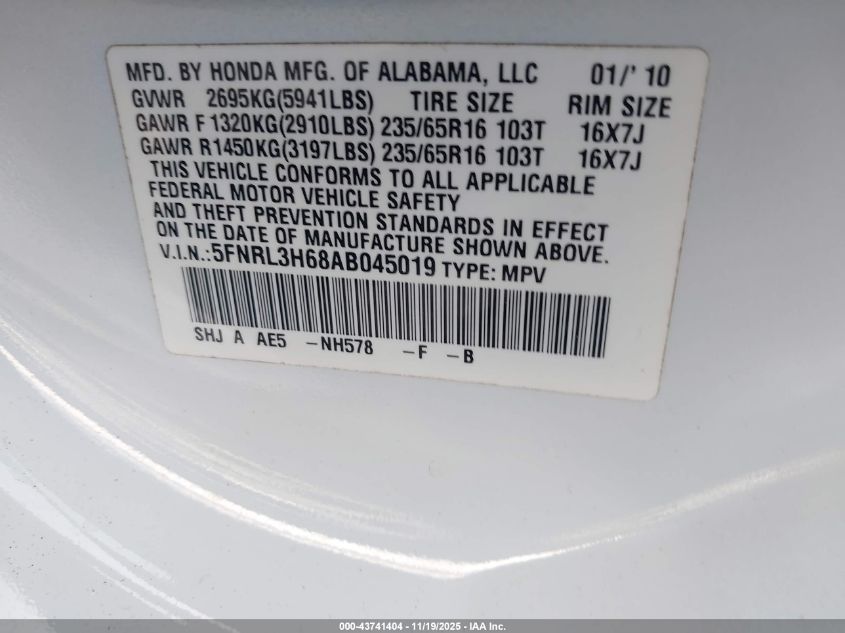 MFD. BY HONDA MFG. OF ALABAMA, LLC 01/' 10
GVWR 2695KG(5941LBS) TIRE SIZE RIM SIZE
GAWR F 1320KG(2910LBS) 235/65R16 103T 16X7J
GAWR R1450KG(3197LBS) 235/65R16 103T 16X7J
THIS VEHICLE CONFORMS TO ALL APPLICABLE
FEDERAL MOTOR VEHICLE SAFETY
AND THEFT PREVENTION STANDARDS IN EFFECT
ON THE DATE OF MANUFACTURE SHOWN ABOVE.
V.I.N.:5FNRL3H68AB045019 TYPE: MPV
SHJ A AE5 -NH578 -F -B
000-43741404 - 11/19/2025 - IAA Inc.